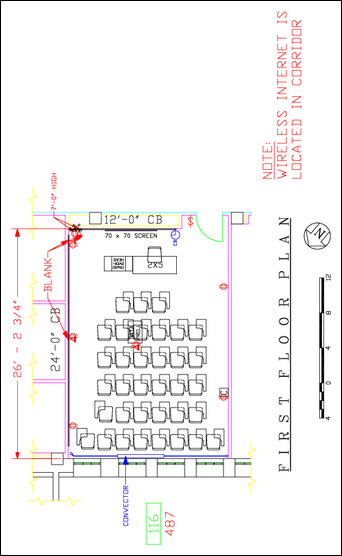 NOTE:
WIRELESS INTERNET IS
LOCATED IN CORRIDOR
7'-0" HIGH
12'-0" CB
70 x 70 SCREEN
BLANK
2X5
26' - 2 3/4"
24'-0" CB
FIRST FLOOR PLAN
N
12
8
4
0
4
CONVECTOR
116
487